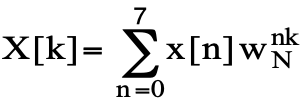 X[k] = ∑_{n=0}^{7} x[n] w_N^{nk}